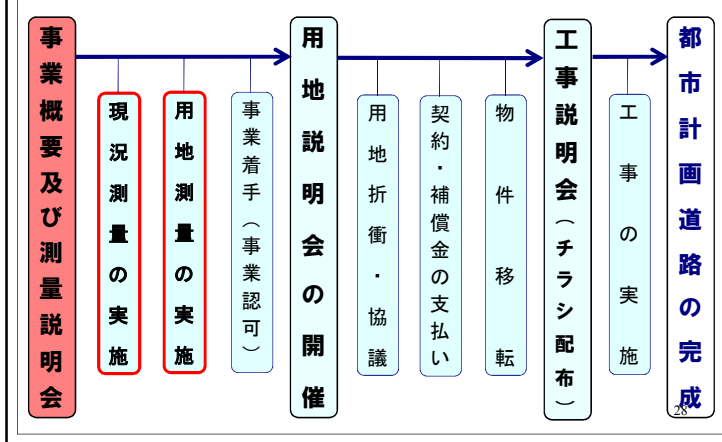 事業概要及び測量説明会
現況測量の実施
用地測量の実施
事業着手（事業認可）
用地説明会の開催
用地折衝・協議
契約・補償金の支払い
物件移転
工事説明会（チラシ配布）
工事の実施
都市計画道路の完成
28